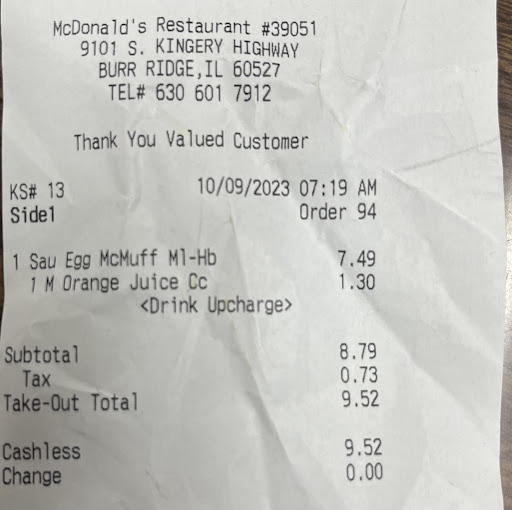 McDonald's Restaurant #39051
9101 S. KINGERY HIGHWAY
BURR RIDGE,IL 60527
TEL# 630 601 7912
Thank You Valued Customer
KS# 13 10/09/2023 07:19 AM
Side1 Order 94
1 Sau Egg McMuff Ml-Hb 7.49
1 M Orange Juice Cc 1.30
<Drink Upcharge>
Subtotal 8.79
Tax 0.73
Take-Out Total 9.52
Cashless 9.52
Change 0.00